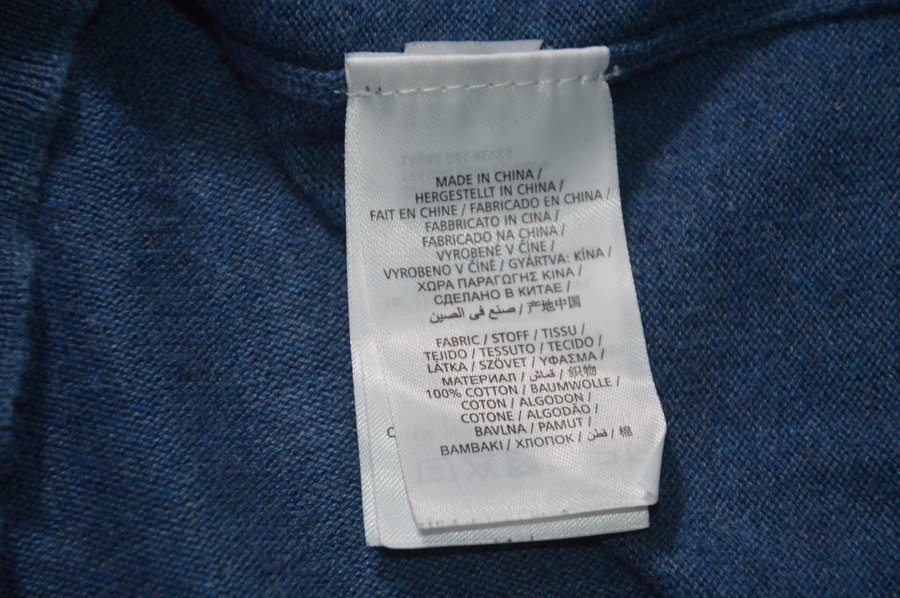 MADE IN CHINA /
HERGESTELLT IN CHINA /
FAIT EN CHINE / FABRICADO EN CHINA /
FABBRICATO IN CINA /
FABRICADO NA CHINA /
VYROBENÉ V ČÍNE /
VYROBENO V ČÍNĚ / GYÁRTVA: KÍNA /
ΧΩΡΑ ΠΑΡΑΓΩΓΗΣ ΚΙΝΑ /
СДЕЛАНО В КИТАЕ /
صنع في الصين / 产地中国
FABRIC / STOFF / TISSU /
TEJIDO / TESSUTO / TECIDO /
LÁTKA / SZÖVET / ΥΦΑΣΜΑ /
МАТЕРИАЛ / قماش / 织物
100% COTTON / BAUMWOLLE /
COTON / ALGODON /
COTONE / ALGODÃO /
BAVLNA / PAMUT /
ΒΑΜΒΑΚΙ / ХЛОПОК / قطن / 棉